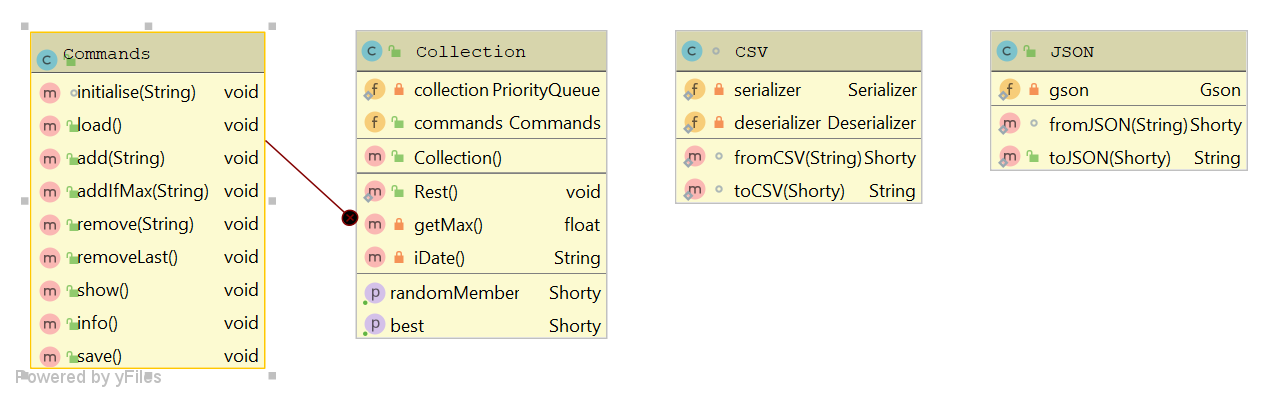 Commands
initialise(String) void
load() void
add(String) void
addIfMax(String) void
remove(String) void
removeLast() void
show() void
info() void
save() void
Powered by yFiles
Collection
collection PriorityQueue
commands Commands
Collection()
Rest() void
getMax() float
iDate() String
randomMember Shorty
best Shorty
CSV
serializer Serializer
deserializer Deserializer
fromCSV(String) Shorty
toCSV(Shorty) String
JSON
gson Gson
fromJSON(String) Shorty
toJSON(Shorty) String